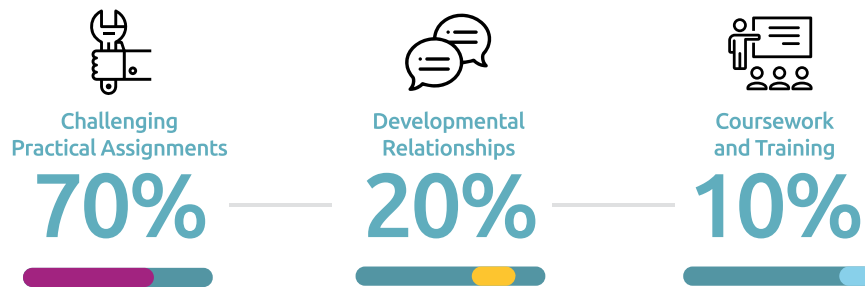 Challenging
Practical Assignments
70%
Developmental
Relationships
20%
Coursework
and Training
10%